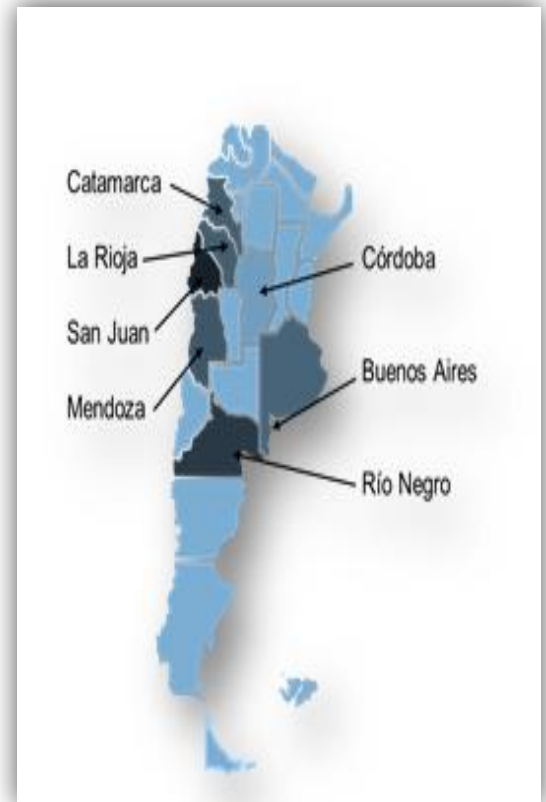 Catamarca
La Rioja
San Juan
Mendoza
Córdoba
Buenos Aires
Río Negro